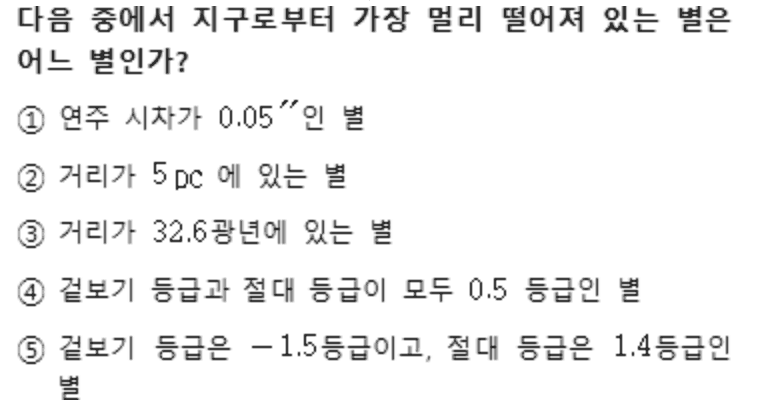 다음 중에서 지구로부터 가장 멀리 떨어져 있는 별은
어느 별인가?
① 연주 시차가 0.05″인 별
② 거리가 5pc 에 있는 별
③ 거리가 32.6광년에 있는 별
④ 겉보기 등급과 절대 등급이 모두 0.5 등급인 별
⑤ 겉보기 등급은 －1.5등급이고, 절대 등급은 1.4등급인
별